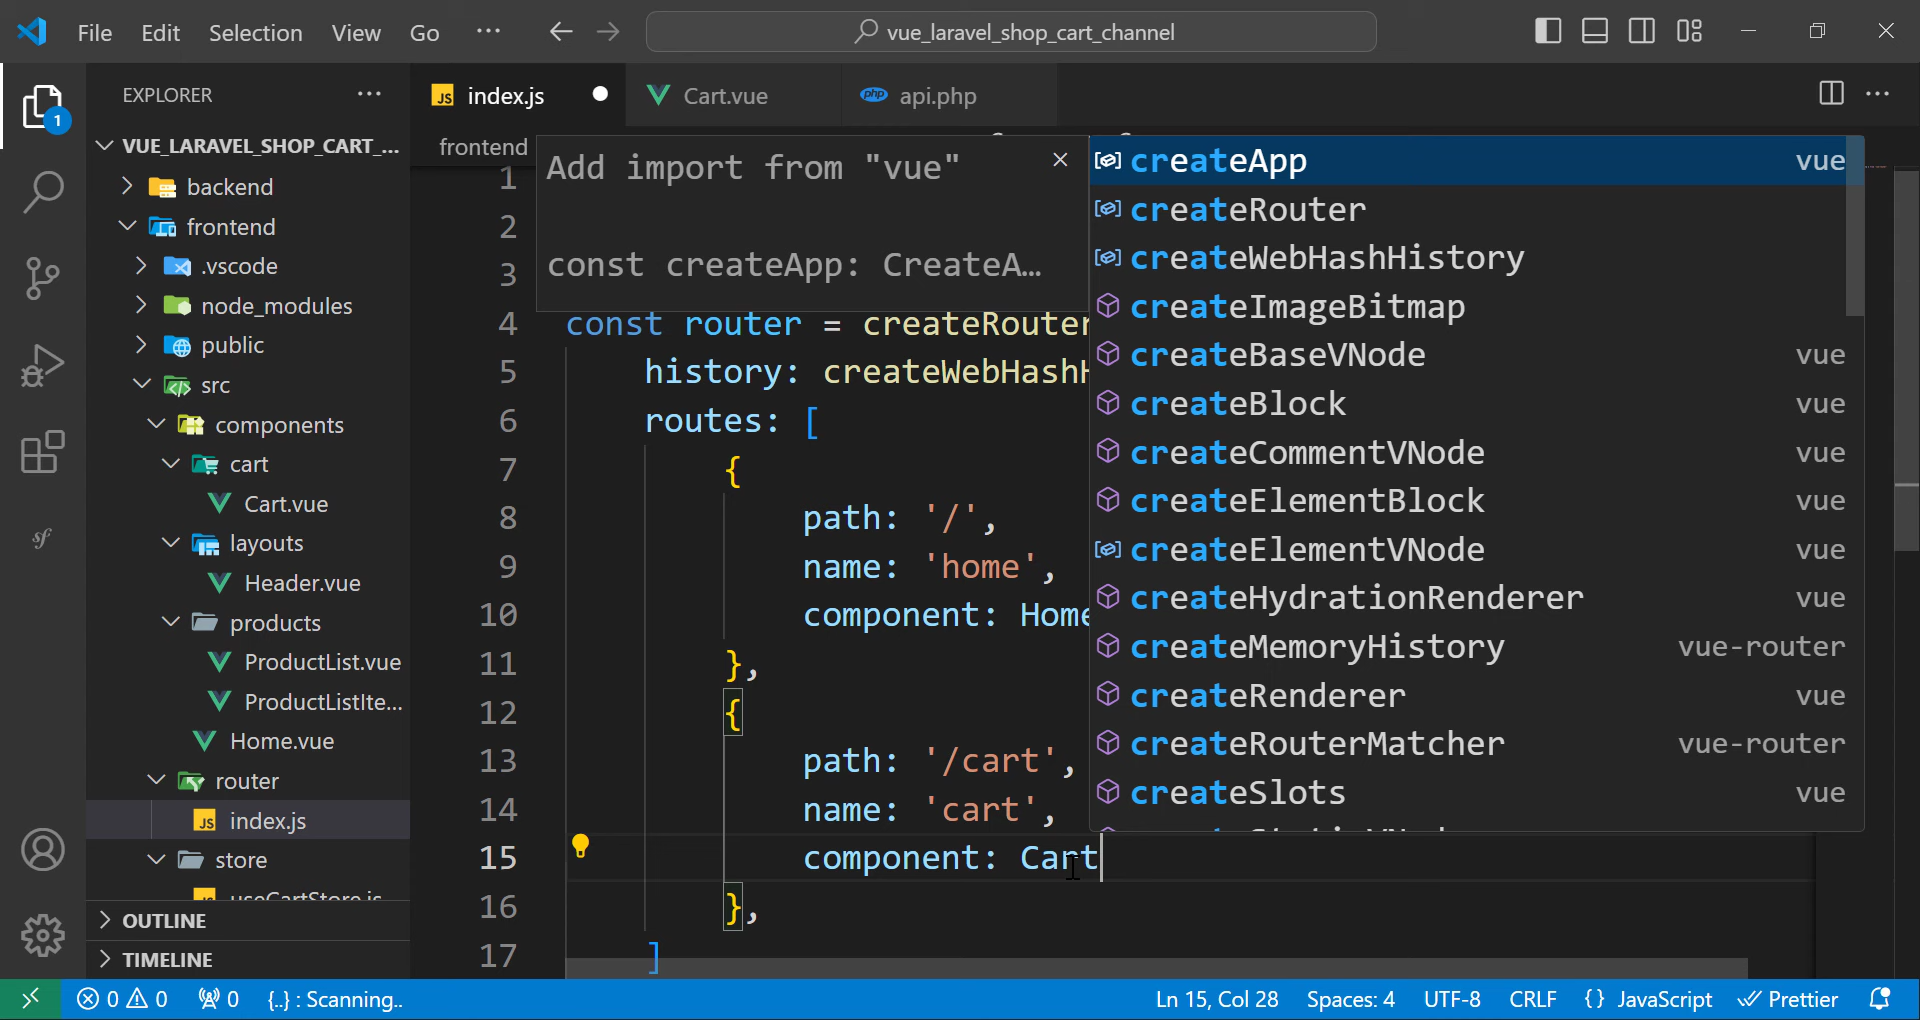 File Edit Selection View Go ···
vue_laravel_shop_cart_channel
EXPLORER ···
1
VUE_LARAVEL_SHOP_CART_...
backend
frontend
.vscode
node_modules
public
src
components
cart
Cart.vue
layouts
Header.vue
products
ProductList.vue
ProductListIte...
Home.vue
router
JS index.js
store
OUTLINE
TIMELINE
JS index.js
Cart.vue
php api.php
frontend
Add import from "vue"
const createApp: CreateA...
1
2
3
4 const router = createRouter
5 history: createWebHashH
6 routes: [
7 {
8 path: '/',
9 name: 'home',
10 component: Home
11 },
12 {
13 path: '/cart',
14 name: 'cart',
15 component: Cart
16 },
17 ]
createApp vue
createRouter
createWebHashHistory
createImageBitmap
createBaseVNode vue
createBlock vue
createCommentVNode vue
createElementBlock vue
createElementVNode vue
createHydrationRenderer vue
createMemoryHistory vue-router
createRenderer vue
createRouterMatcher vue-router
createSlots vue
0 0 0 {..} : Scanning.. Ln 15, Col 28 Spaces: 4 UTF-8 CRLF {} JavaScript Prettier